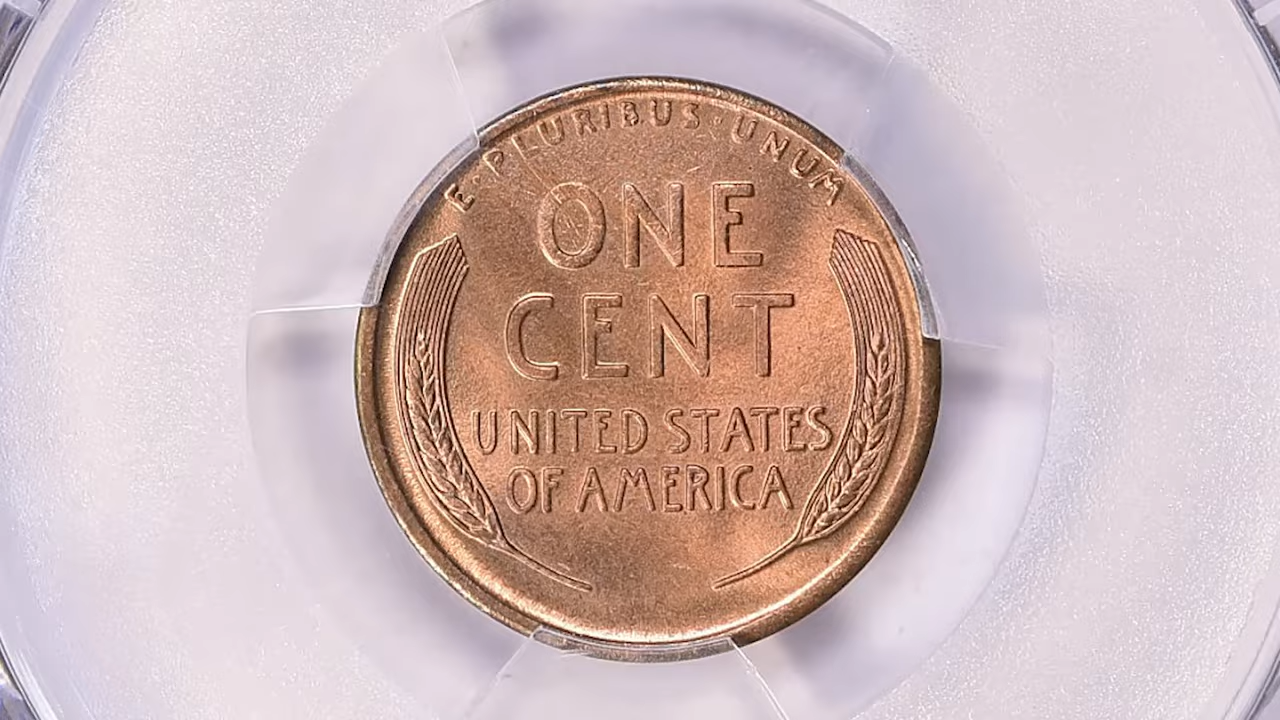 E·PLURIBUS·UNUM
ONE
CENT
UNITED STATES
OF AMERICA